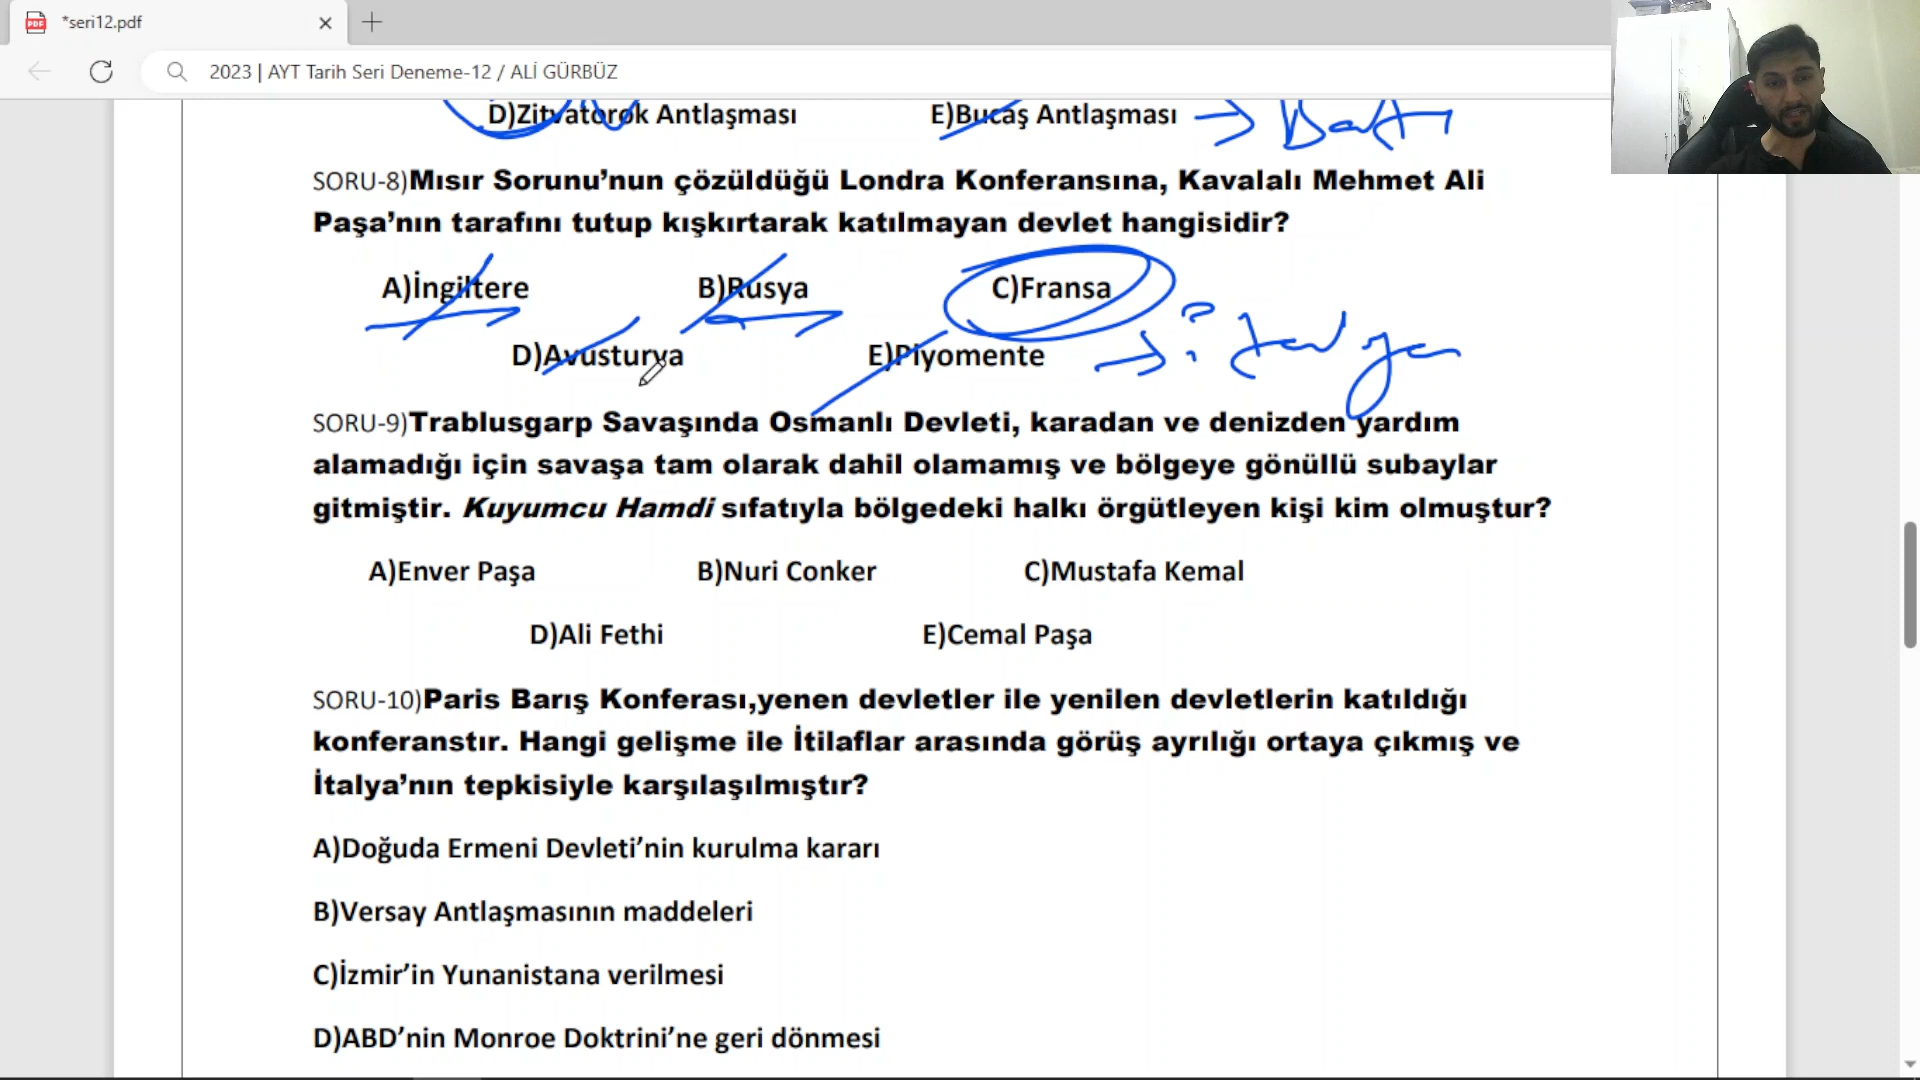 *seri12.pdf
2023 | AYT Tarih Seri Deneme-12 / ALİ GÜRBÜZ
D)Zitvatorok Antlaşması E)Bucaş Antlaşması → Batı
SORU-8)Mısır Sorunu’nun çözüldüğü Londra Konferansına, Kavalalı Mehmet Ali
Paşa’nın tarafını tutup kışkırtarak katılmayan devlet hangisidir?
A)İngiltere B)Rusya C)Fransa
D)Avusturya E)Piyomente →
SORU-9)Trablusgarp Savaşında Osmanlı Devleti, karadan ve denizden yardım
alamadığı için savaşa tam olarak dahil olamamış ve bölgeye gönüllü subaylar
gitmiştir. Kuyumcu Hamdi sıfatıyla bölgedeki halkı örgütleyen kişi kim olmuştur?
A)Enver Paşa B)Nuri Conker C)Mustafa Kemal
D)Ali Fethi E)Cemal Paşa
SORU-10)Paris Barış Konferası,yenen devletler ile yenilen devletlerin katıldığı
konferanstır. Hangi gelişme ile İtilaflar arasında görüş ayrılığı ortaya çıkmış ve
İtalya’nın tepkisiyle karşılaşılmıştır?
A)Doğuda Ermeni Devleti’nin kurulma kararı
B)Versay Antlaşmasının maddeleri
C)İzmir’in Yunanistana verilmesi
D)ABD’nin Monroe Doktrini’ne geri dönmesi